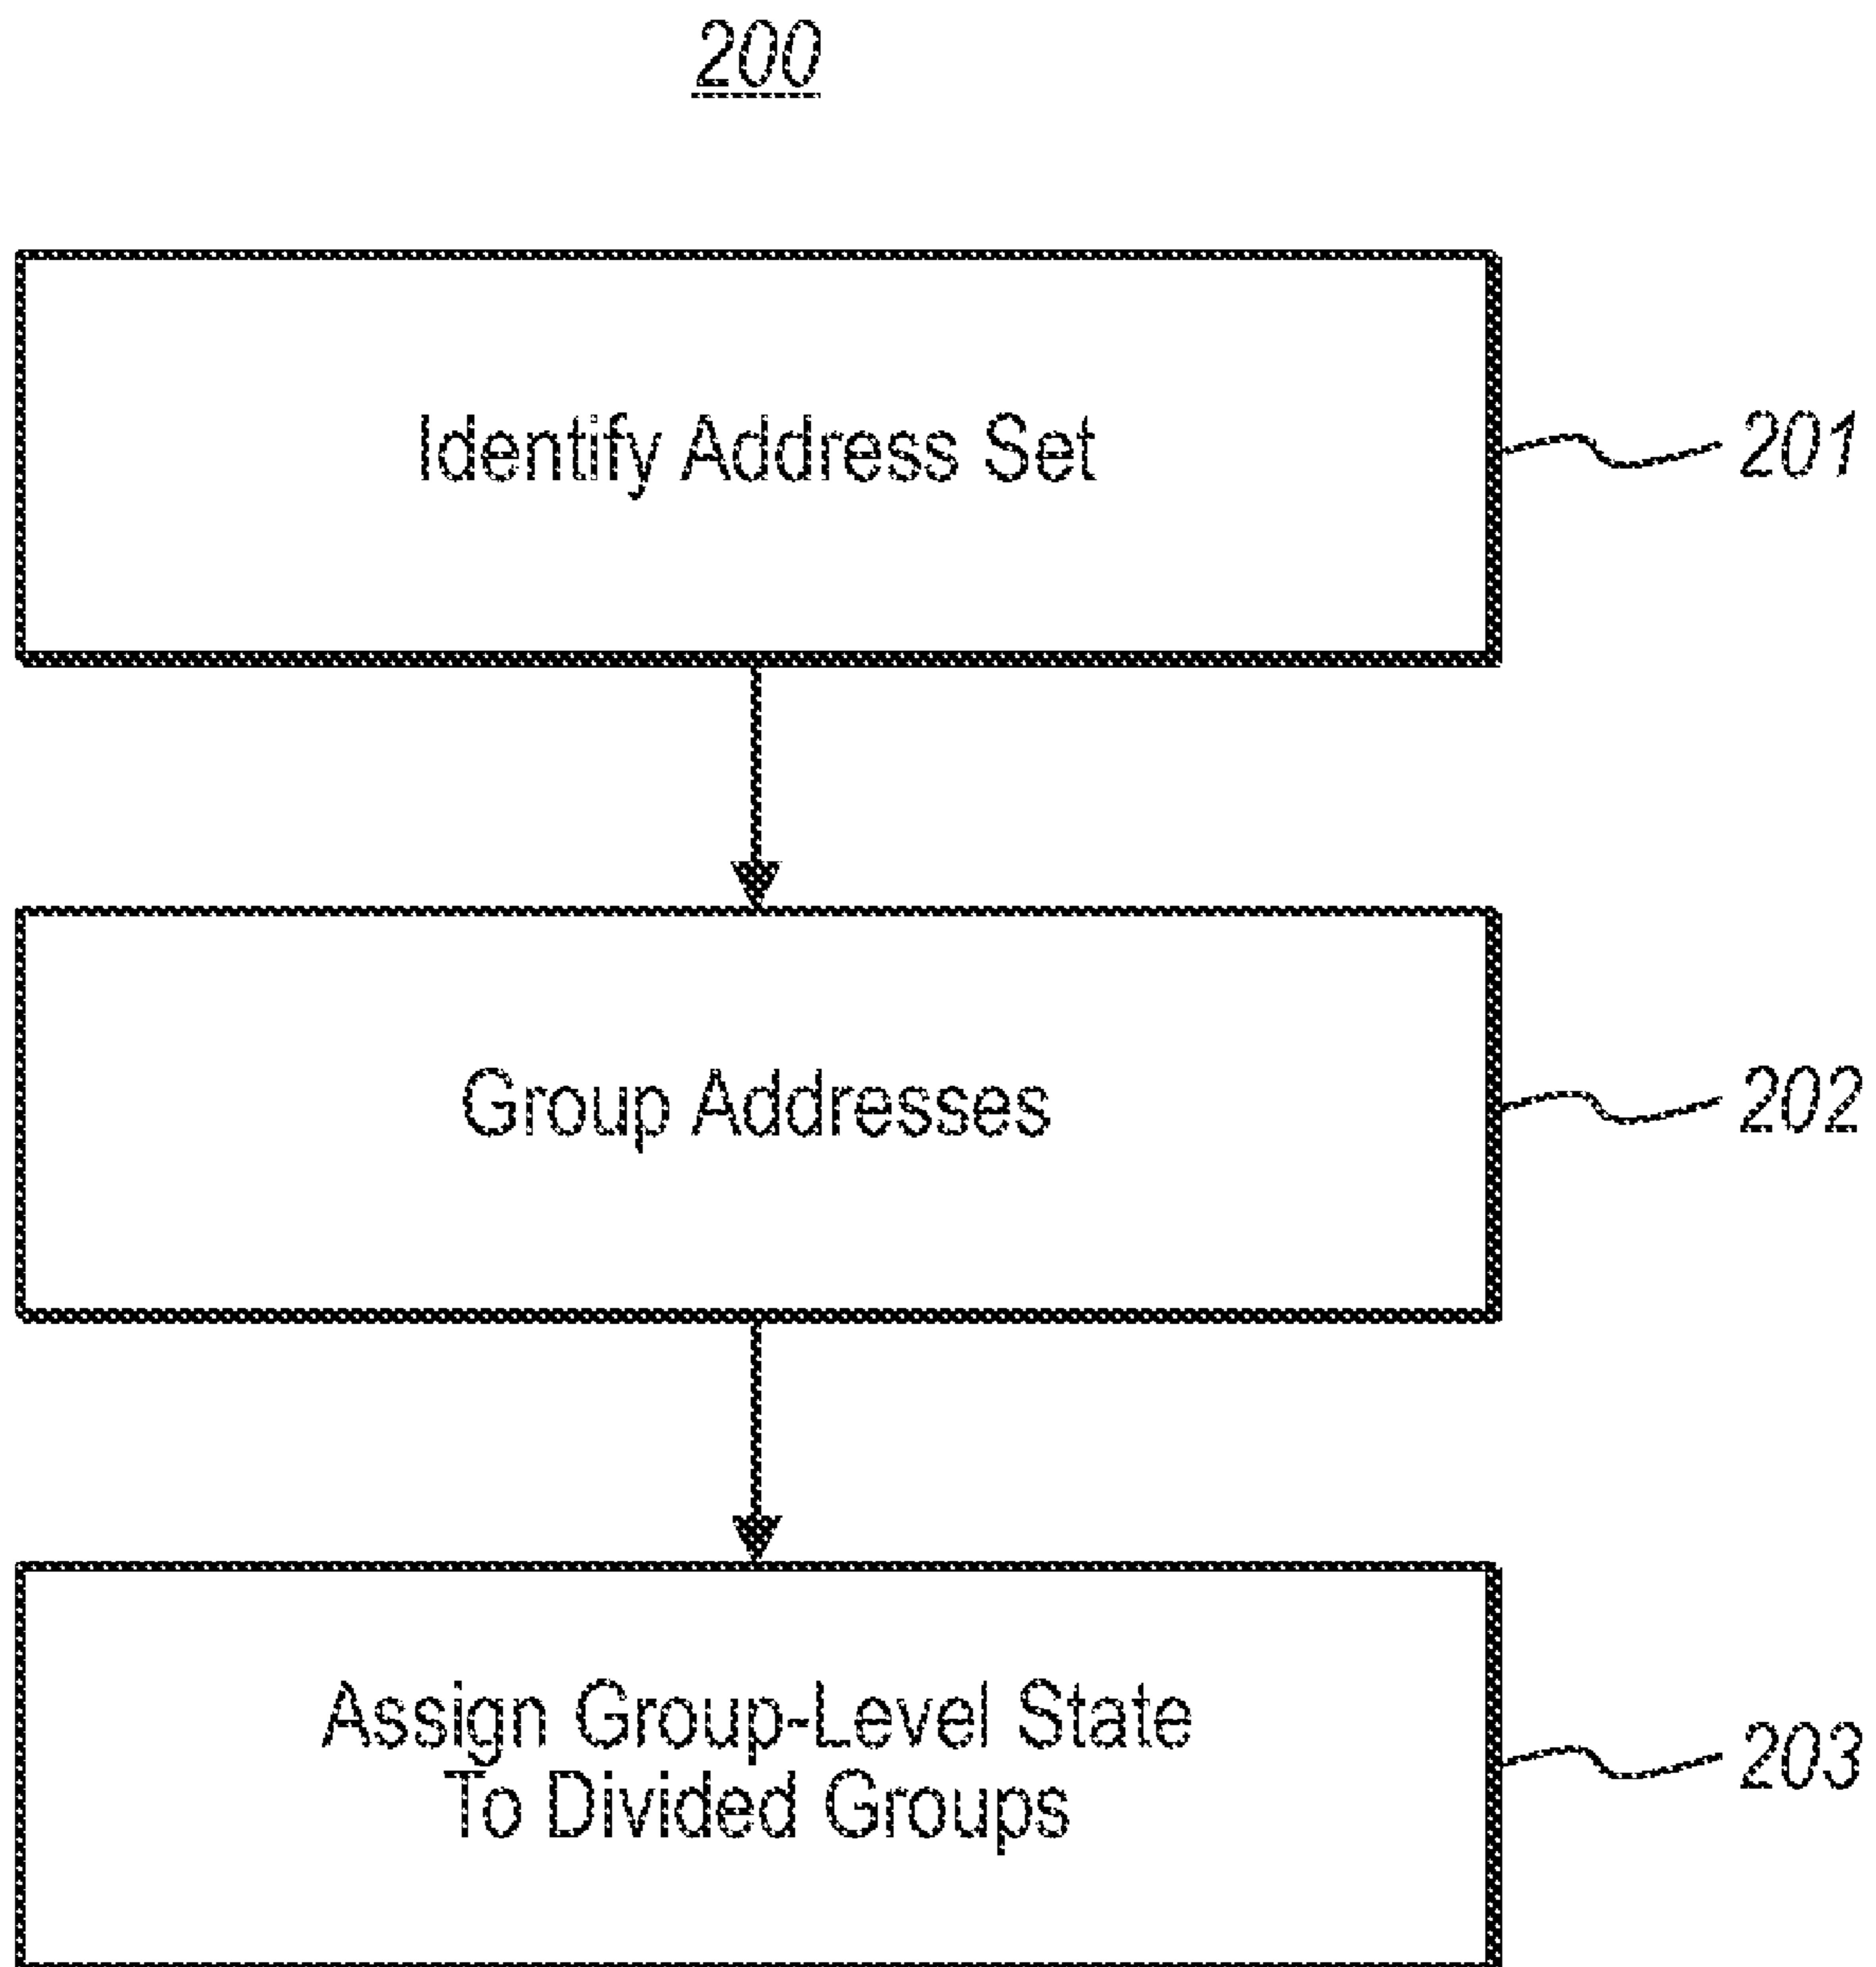 200
Identify Address Set
201
Group Addresses
202
Assign Group-Level State
To Divided Groups
203